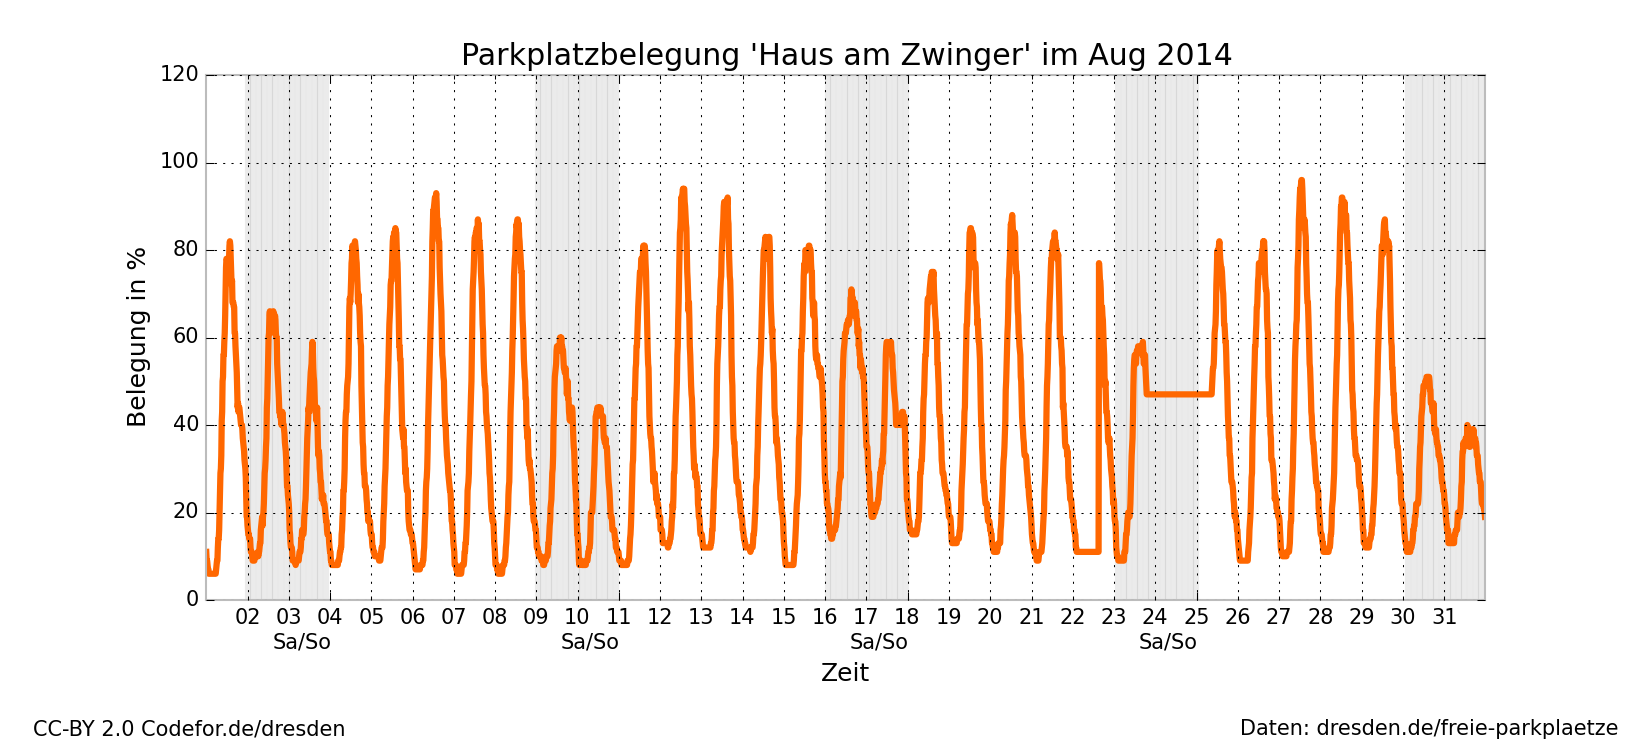 Parkplatzbelegung 'Haus am Zwinger' im Aug 2014
120
100
80
60
40
20
0
Belegung in %
02 03 04 05 06 07 08 09 10 11 12 13 14 15 16 17 18 19 20 21 22 23 24 25 26 27 28 29 30 31
Sa/So Sa/So Sa/So Sa/So
Zeit
CC-BY 2.0 Codefor.de/dresden
Daten: dresden.de/freie-parkplaetze